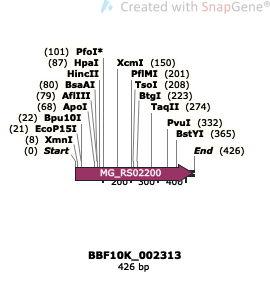 Created with SnapGene®
(101) PfoI*
(87) HpaI
HincII
(80) BsaAI
(79) AflIII
(68) ApoI
(22) Bpu10I
(21) EcoP15I
(8) XmnI
(0) Start
XcmI (150)
PflMI (201)
TsoI (208)
BtgI (223)
TaqII (274)
PvuI (332)
BstYI (365)
End (426)
MG_RS02200
200
300
400
BBF10K_002313
426 bp